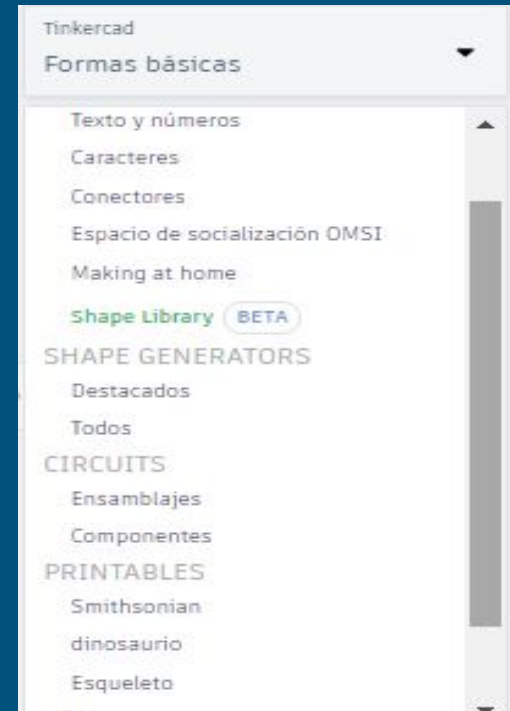 Tinkercad
Formas básicas
Texto y números
Caracteres
Conectores
Espacio de socialización OMSI
Making at home
Shape Library BETA
SHAPE GENERATORS
Destacados
Todos
CIRCUITS
Ensamblajes
Componentes
PRINTABLES
Smithsonian
dinosaurio
Esqueleto